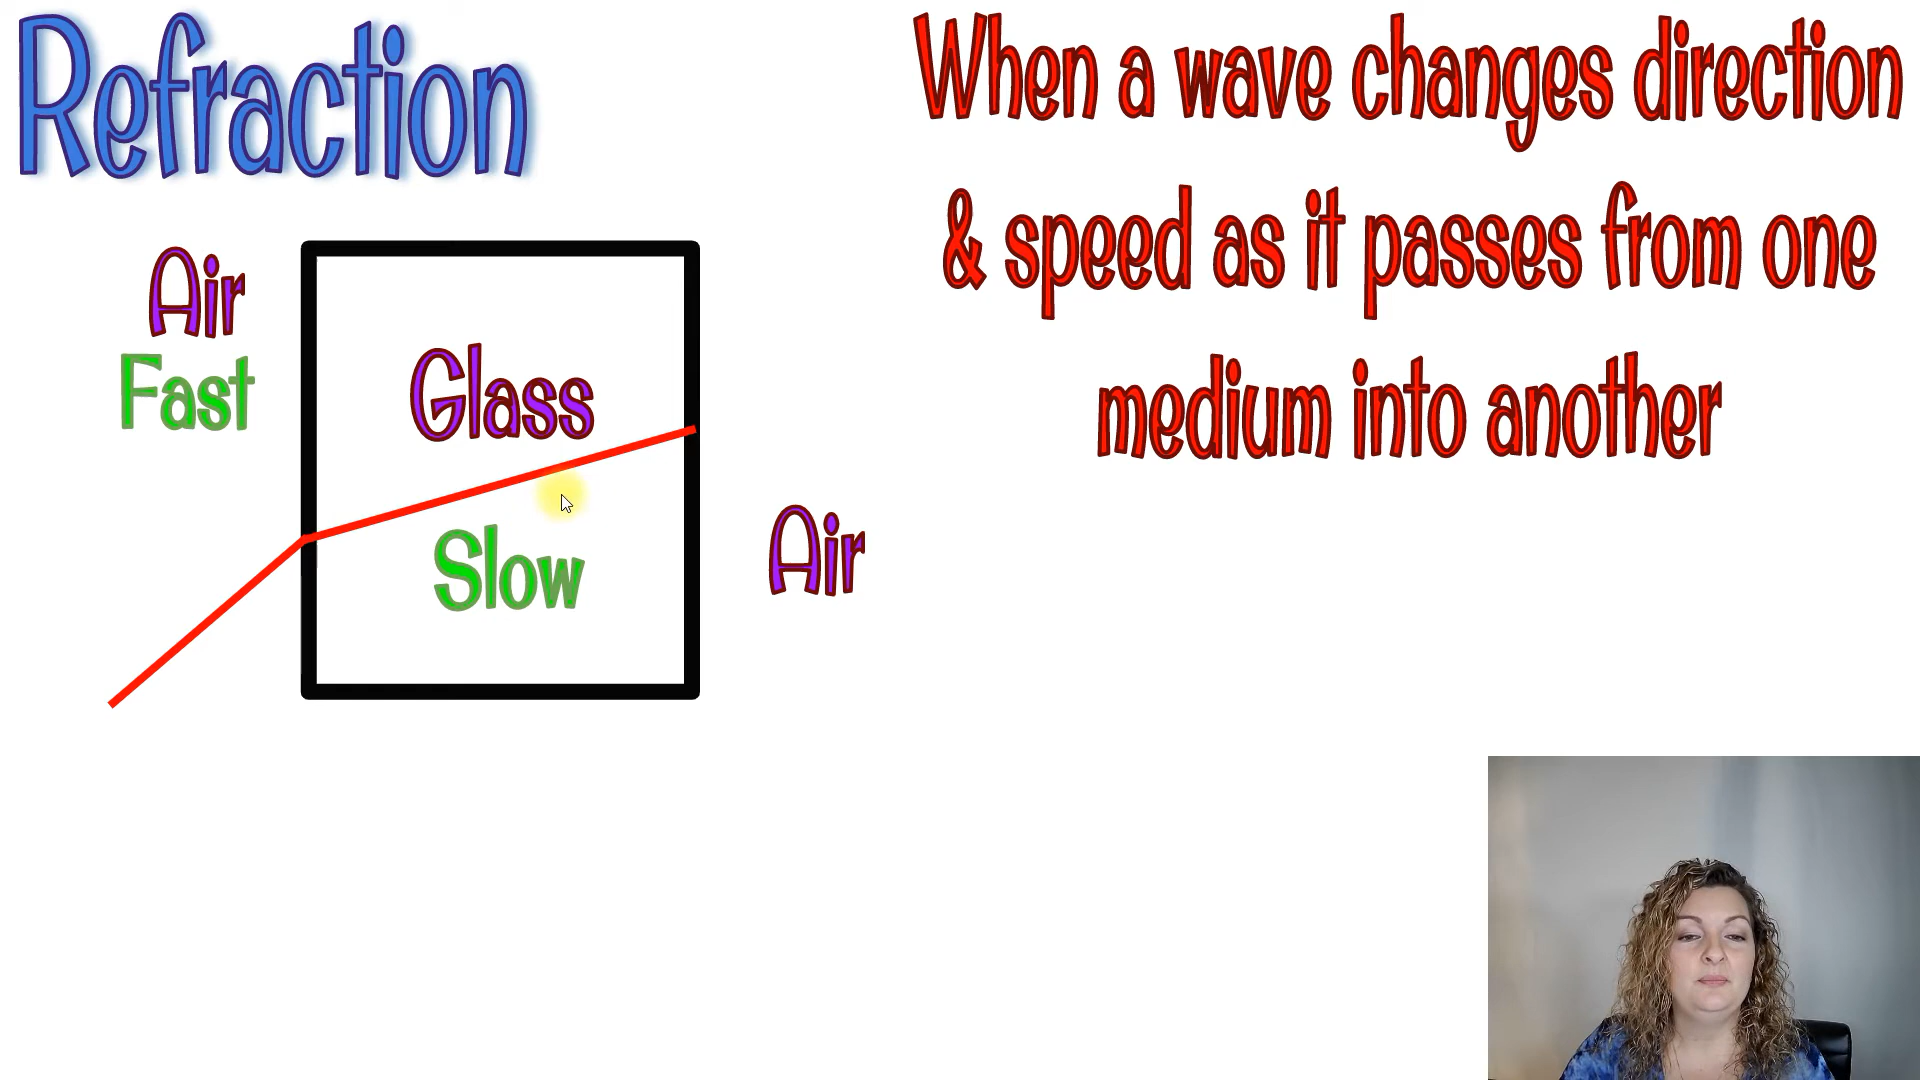 Refraction
When a wave changes direction
& speed as it passes from one
medium into another
Air
Fast
Glass
Slow
Air